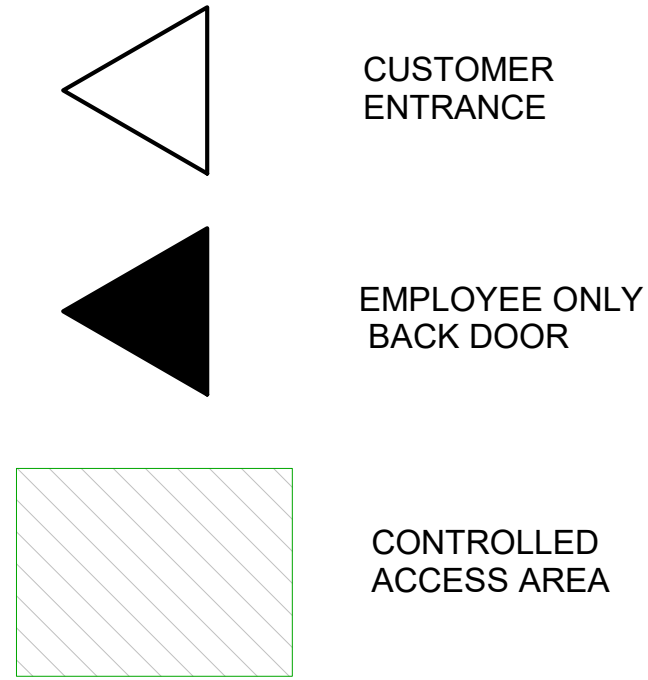 CUSTOMER
ENTRANCE
EMPLOYEE ONLY
BACK DOOR
CONTROLLED
ACCESS AREA